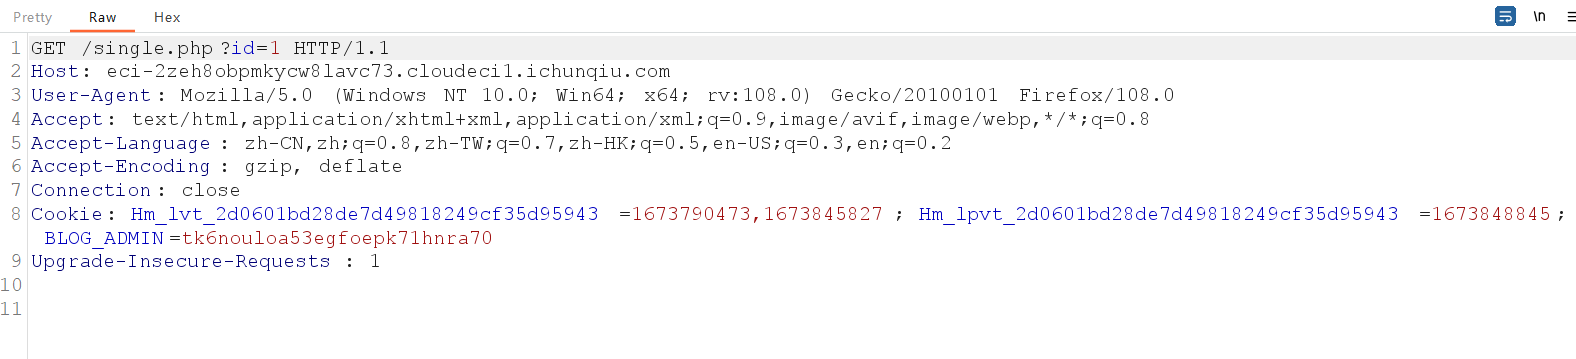 Pretty Raw Hex \n
1 GET /single.php?id=1 HTTP/1.1
2 Host: eci-2zeh8obpmkycw8lavc73.cloudeci1.ichunqiu.com
3 User-Agent: Mozilla/5.0 (Windows NT 10.0; Win64; x64; rv:108.0) Gecko/20100101 Firefox/108.0
4 Accept: text/html,application/xhtml+xml,application/xml;q=0.9,image/avif,image/webp,*/*;q=0.8
5 Accept-Language: zh-CN,zh;q=0.8,zh-TW;q=0.7,zh-HK;q=0.5,en-US;q=0.3,en;q=0.2
6 Accept-Encoding: gzip, deflate
7 Connection: close
8 Cookie: Hm_lvt_2d0601bd28de7d49818249cf35d95943=1673790473,1673845827; Hm_lpvt_2d0601bd28de7d49818249cf35d95943=1673848845;
BLOG_ADMIN=tk6nouloa53egfoepk71hnra70
9 Upgrade-Insecure-Requests: 1
10
11